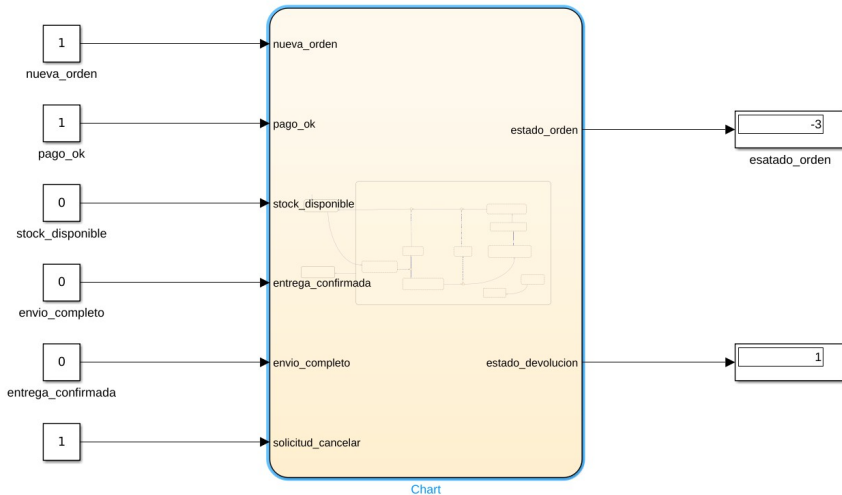 1
nueva_orden
1
pago_ok
0
stock_disponible
0
envio_completo
0
entrega_confirmada
1
nueva_orden
pago_ok
stock_disponible
entrega_confirmada
envio_completo
solicitud_cancelar
estado_orden
estado_devolucion
Chart
-3
esatado_orden
1